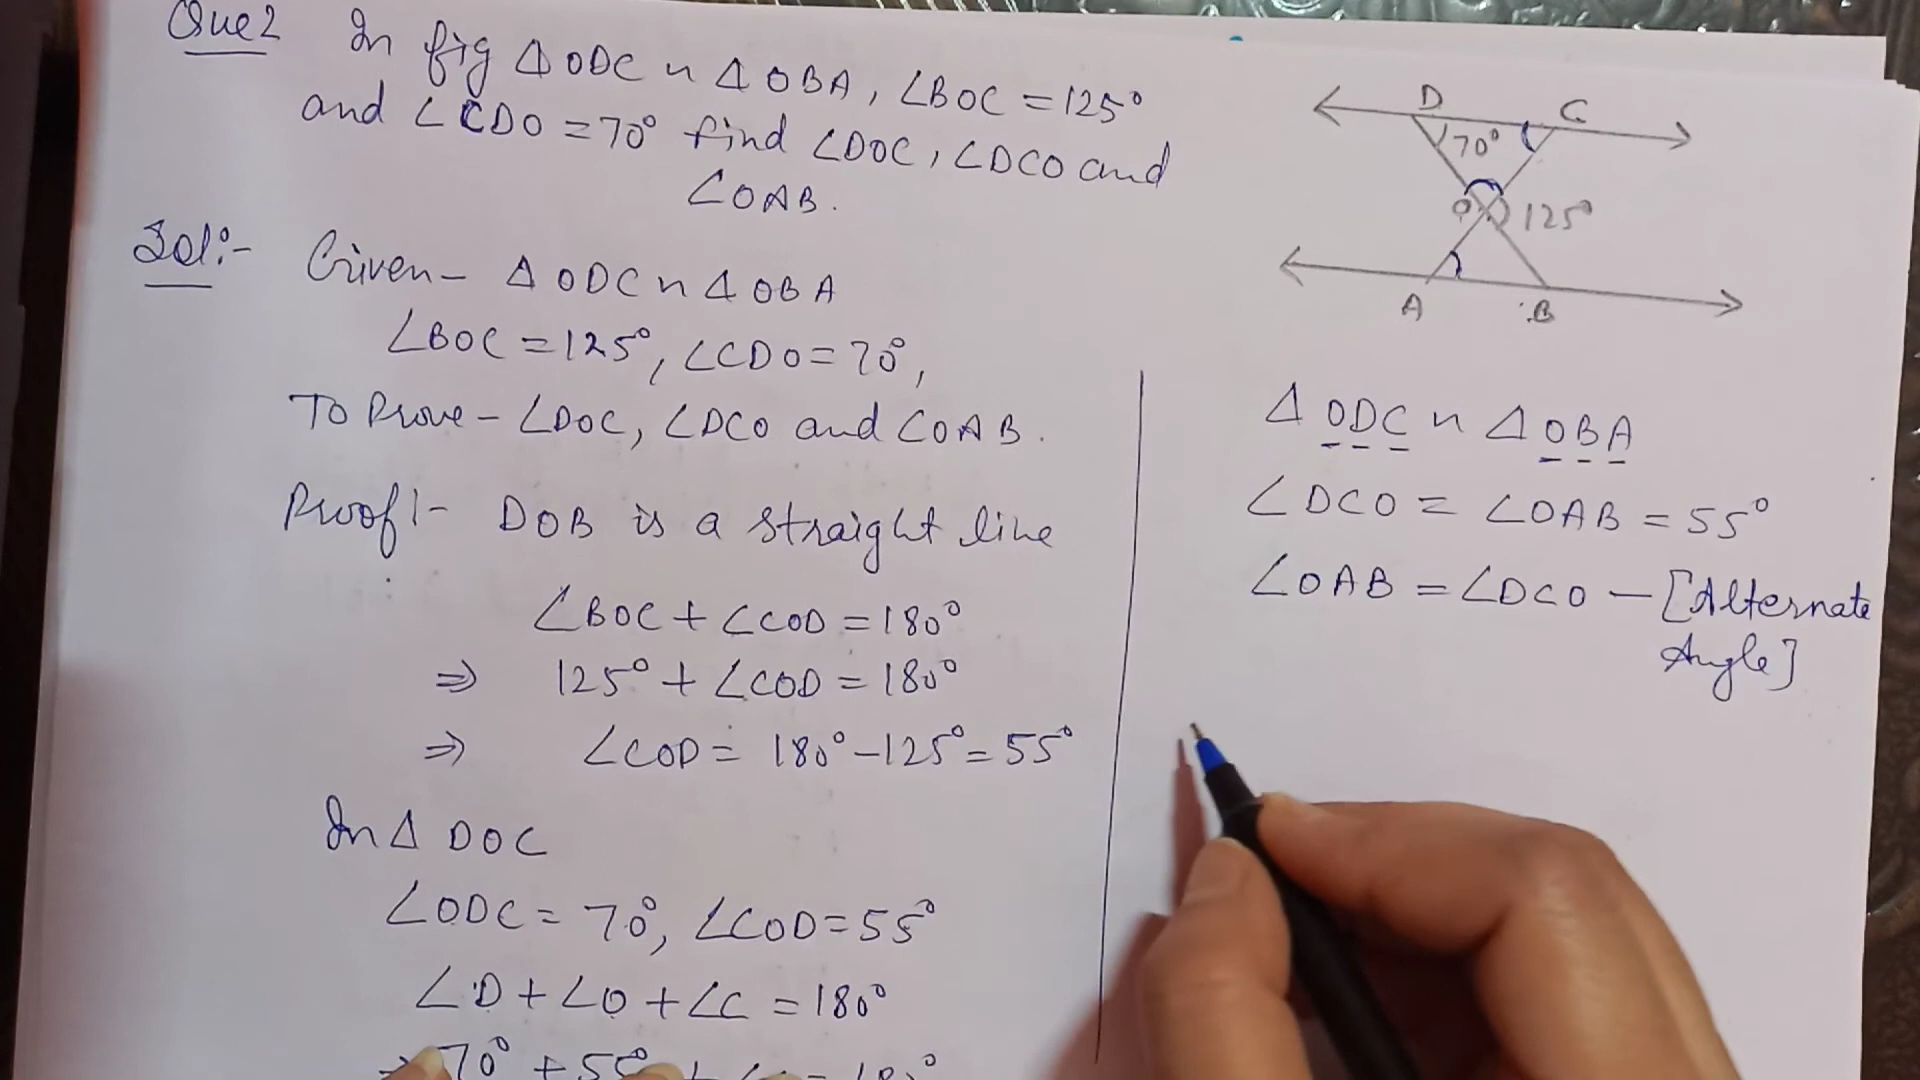 Que2 In fig △ODC ~ △OBA, ∠BOC = 125°
and ∠CDO = 70° find ∠DOC, ∠DCO and
∠OAB.
Sol:- Given - △ODC ~ △OBA
∠BOC = 125°, ∠CDO = 70°,
To Prove - ∠DOC, ∠DCO and ∠OAB.
Proof:- DOB is a straight line
∠BOC + ∠COD = 180°
⇒ 125° + ∠COD = 180°
⇒ ∠COD = 180° - 125° = 55°
In △ DOC
∠ODC = 70°, ∠COD = 55°
∠D + ∠O + ∠C = 180°
70° + 55°
D C
70°
O 125°
A B
△ODC ~ △OBA
∠DCO = ∠OAB = 55°
∠OAB = ∠DCO - [Alternate
Angle]